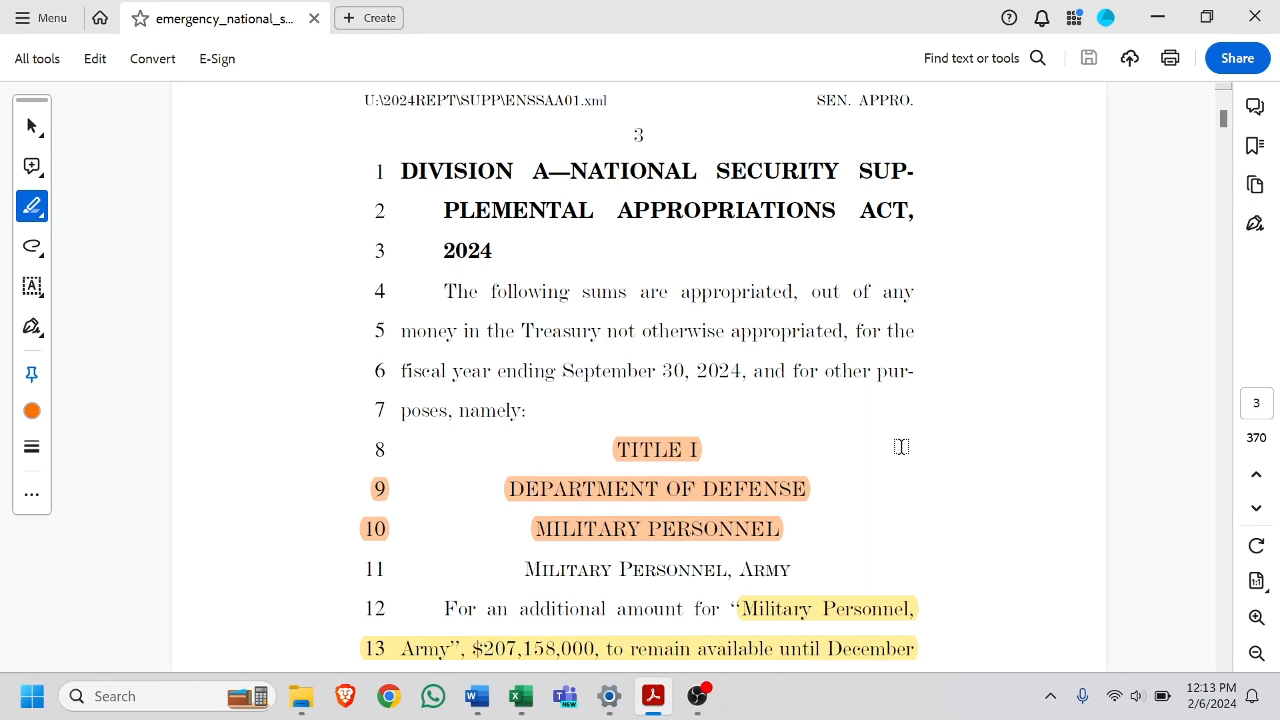 Menu
emergency_national_s...
Create
All tools
Edit
Convert
E-Sign
Find text or tools
Share
U:\2024REPT\SUPP\ENSSAA01.xml SEN. APPRO.
3
1 DIVISION A—NATIONAL SECURITY SUP-
2 PLEMENTAL APPROPRIATIONS ACT,
3 2024
4 The following sums are appropriated, out of any
5 money in the Treasury not otherwise appropriated, for the
6 fiscal year ending September 30, 2024, and for other pur-
7 poses, namely:
8 TITLE I
9 DEPARTMENT OF DEFENSE
10 MILITARY PERSONNEL
11 MILITARY PERSONNEL, ARMY
12 For an additional amount for “Military Personnel,
13 Army”, $207,158,000, to remain available until December
3
370
Search
NEW
12:13 PM
2/6/2024